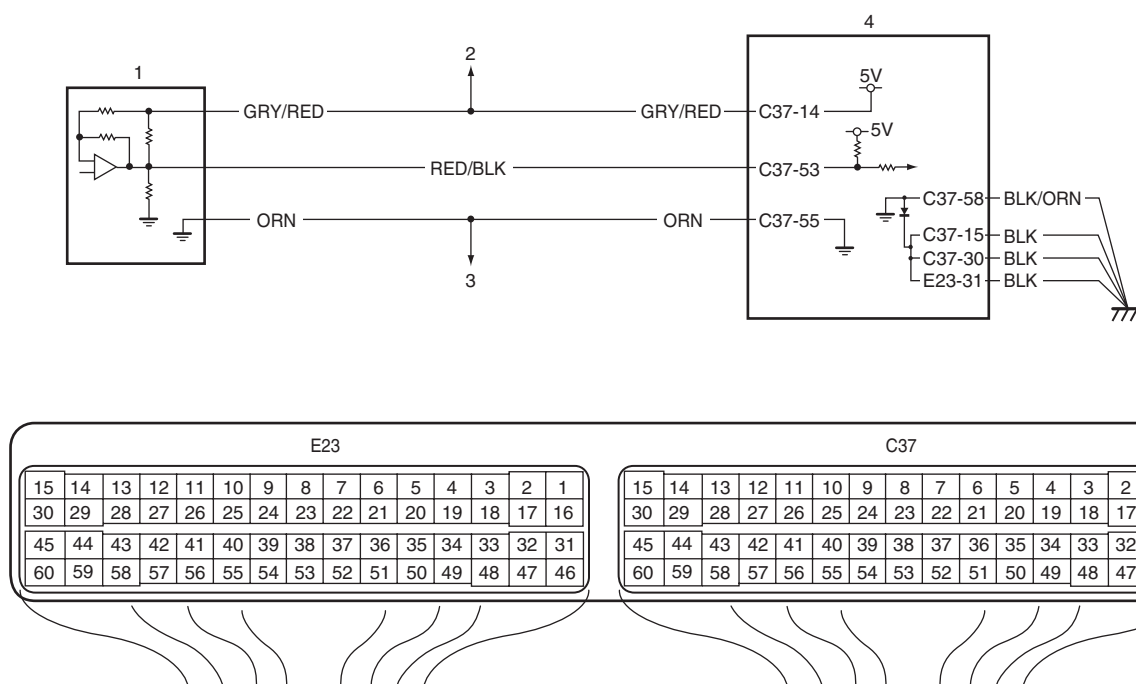 4
2
1
5V
GRY/RED GRY/RED C37-14
5V
RED/BLK C37-53
C37-58 BLK/ORN
ORN ORN C37-55
C37-15 BLK
C37-30 BLK
3 E23-31 BLK
E23 C37
15 14 13 12 11 10 9 8 7 6 5 4 3 2 1 15 14 13 12 11 10 9 8 7 6 5 4 3 2
30 29 28 27 26 25 24 23 22 21 20 19 18 17 16 30 29 28 27 26 25 24 23 22 21 20 19 18 17
45 44 43 42 41 40 39 38 37 36 35 34 33 32 31 45 44 43 42 41 40 39 38 37 36 35 34 33 32
60 59 58 57 56 55 54 53 52 51 50 49 48 47 46 60 59 58 57 56 55 54 53 52 51 50 49 48 47